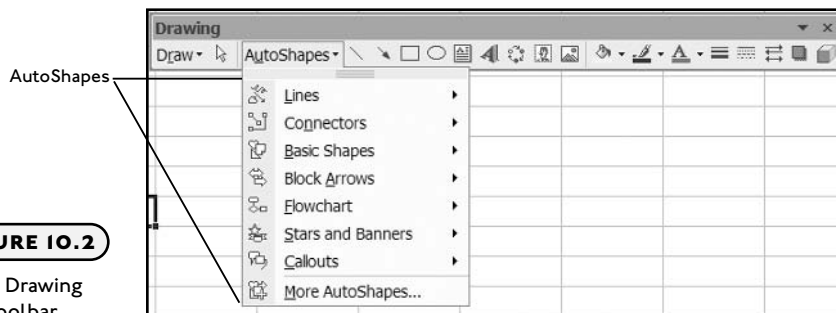 Drawing
Draw AutoShapes
AutoShapes
Lines
Connectors
Basic Shapes
Block Arrows
Flowchart
Stars and Banners
Callouts
More AutoShapes...
URE 10.2
Drawing